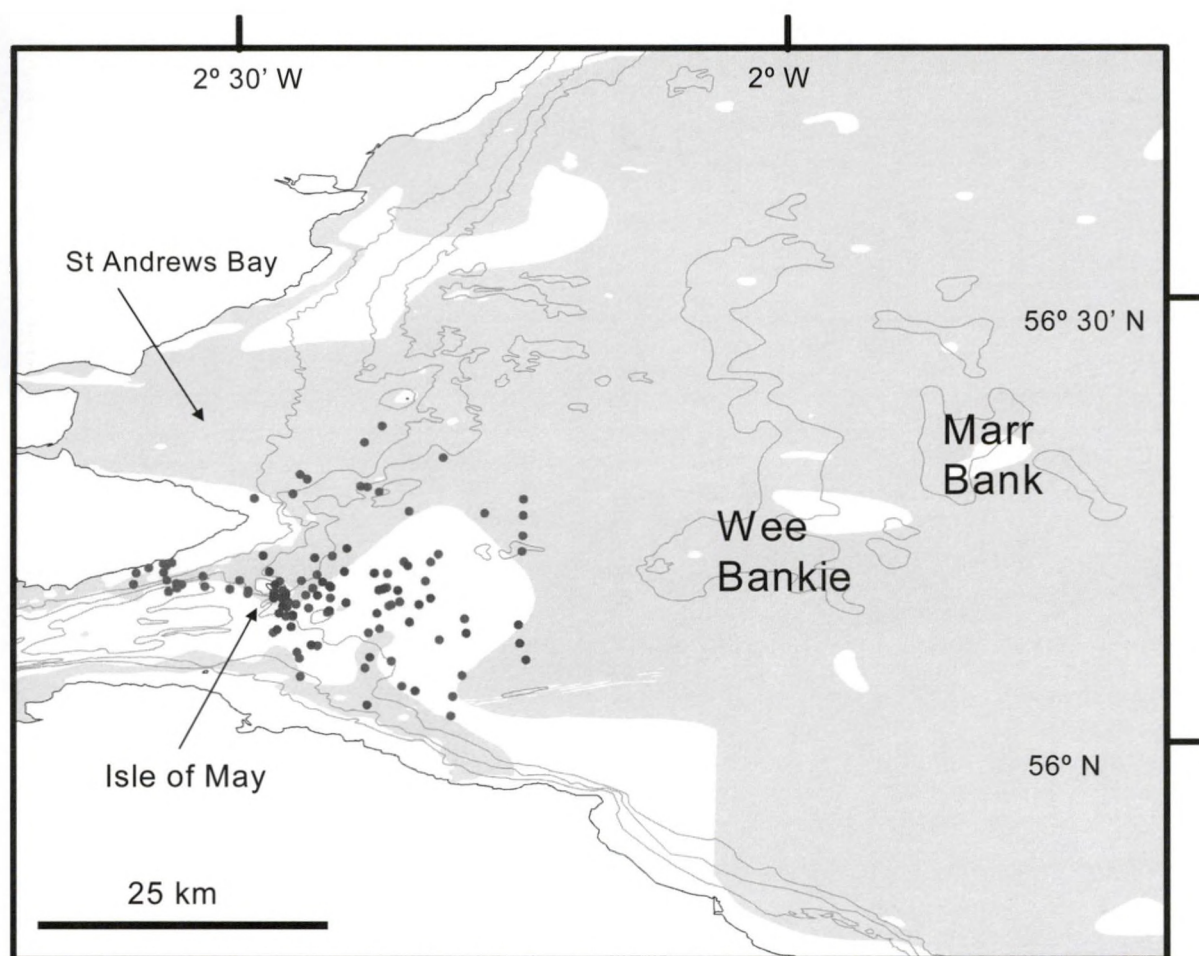 2º 30’ W
2º W
St Andrews Bay
56º 30’ N
Marr
Bank
Wee
Bankie
Isle of May
56º N
25 km